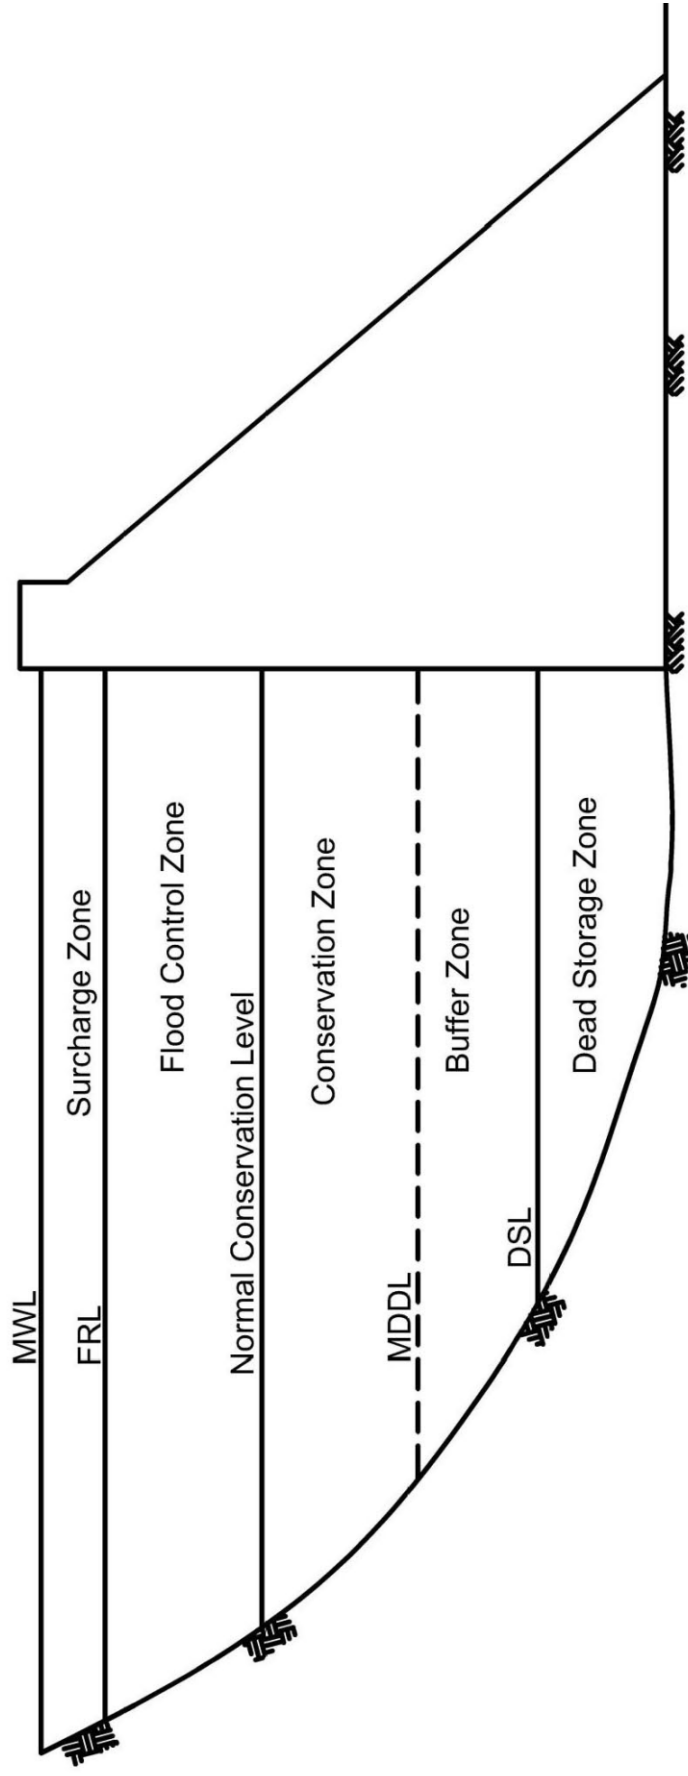 MWL
Surcharge Zone
FRL
Flood Control Zone
Normal Conservation Level
Conservation Zone
MDDL
Buffer Zone
DSL
Dead Storage Zone